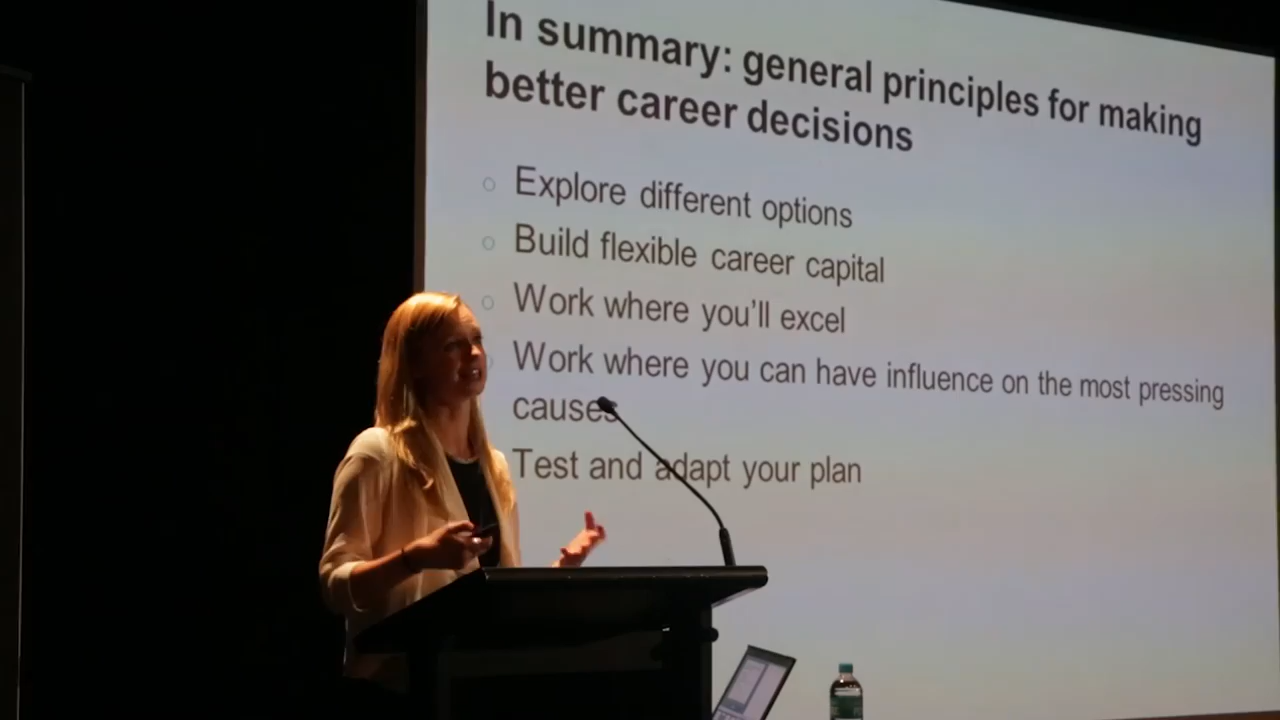 In summary: general principles for making
better career decisions
Explore different options
Build flexible career capital
Work where you'll excel
Work where you can have influence on the most pressing
causes
Test and adapt your plan